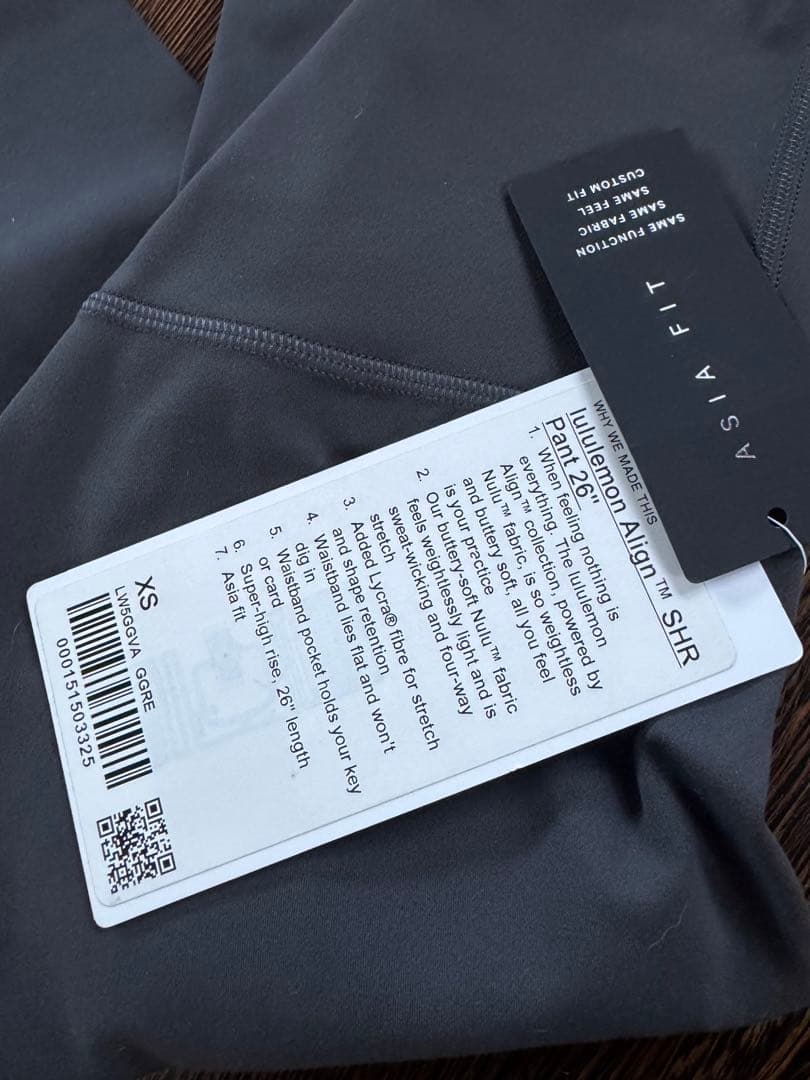 SAME FUNCTION
SAME FABRIC
SAME FEEL
CUSTOM FIT
ASIA FIT
WHY WE MADE THIS
lululemon Align™ SHR
Pant 26"
1. When feeling nothing is
everything. The lululemon
Align™ collection, powered by
Nulu™ fabric, is so weightless
and buttery soft, all you feel
is your practice
2. Our buttery-soft Nulu™ fabric
feels weightlessly light and is
sweat-wicking and four-way
stretch
3. Added Lycra® fibre for stretch
and shape retention
4. Waistband lies flat and won't
dig in
5. Waistband pocket holds your key
or card
6. Super-high rise, 26" length
7. Asia fit
XS
LW5GGVA GGRE
000151503325